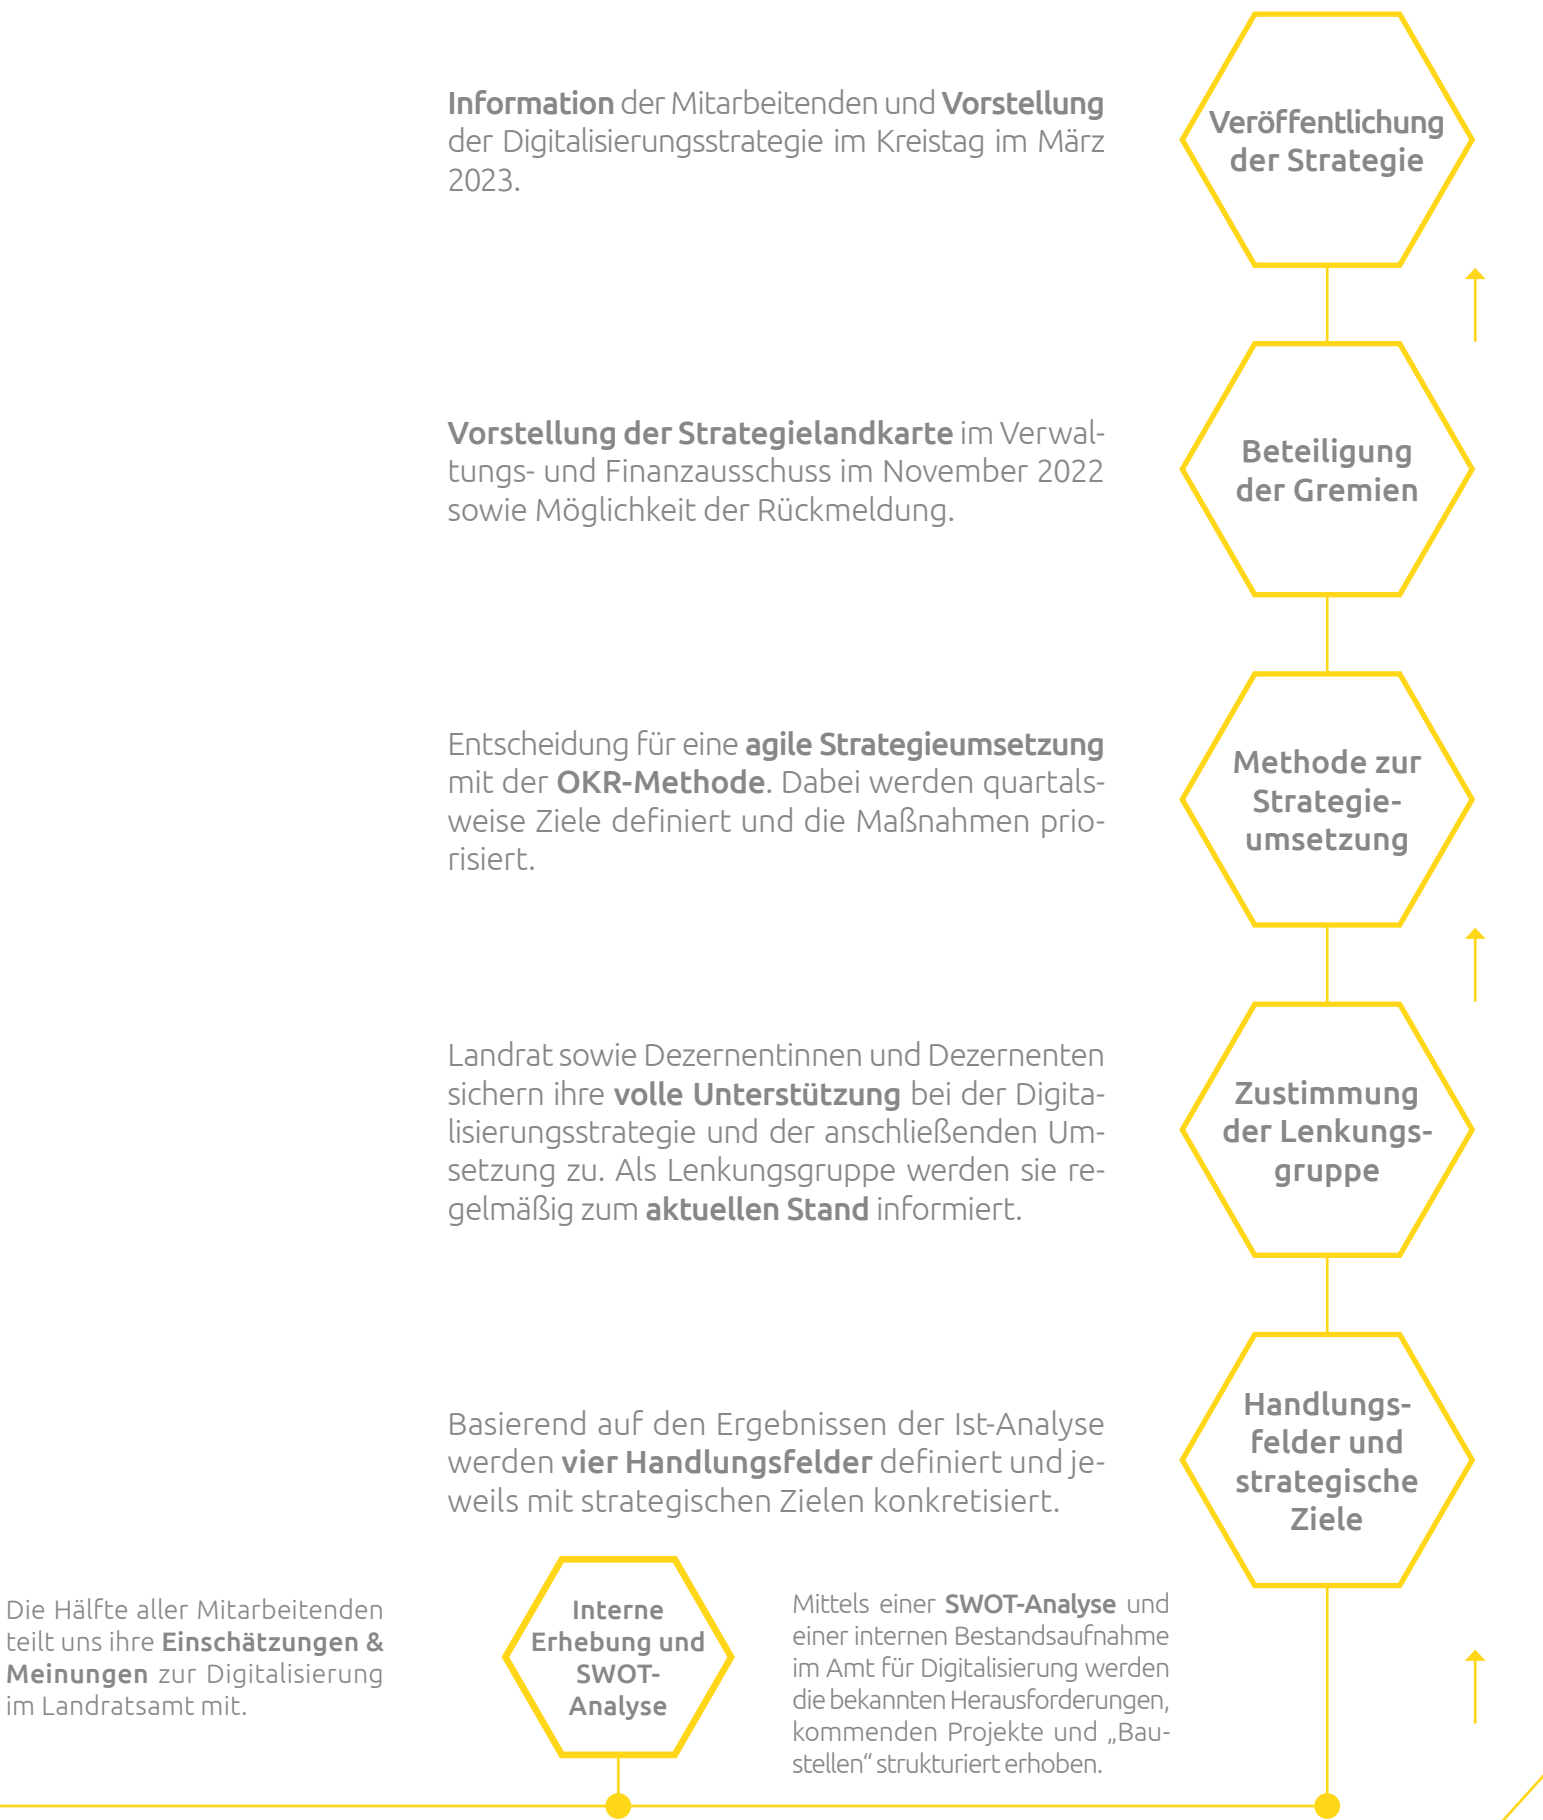 Information der Mitarbeitenden und Vorstellung
der Digitalisierungsstrategie im Kreistag im März
2023.
Veröffentlichung
der Strategie
Vorstellung der Strategielandkarte im Verwal-
tungs- und Finanzausschuss im November 2022
sowie Möglichkeit der Rückmeldung.
Beteiligung
der Gremien
Entscheidung für eine agile Strategieumsetzung
mit der OKR-Methode. Dabei werden quartals-
weise Ziele definiert und die Maßnahmen prio-
risiert.
Methode zur
Strategie-
umsetzung
Landrat sowie Dezernentinnen und Dezernenten
sichern ihre volle Unterstützung bei der Digita-
lisierungsstrategie und der anschließenden Um-
setzung zu. Als Lenkungsgruppe werden sie re-
gelmäßig zum aktuellen Stand informiert.
Zustimmung
der Lenkungs-
gruppe
Basierend auf den Ergebnissen der Ist-Analyse
werden vier Handlungsfelder definiert und je-
weils mit strategischen Zielen konkretisiert.
Handlungs-
felder und
strategische
Ziele
Die Hälfte aller Mitarbeitenden
teilt uns ihre Einschätzungen &
Meinungen zur Digitalisierung
im Landratsamt mit.
Interne
Erhebung und
SWOT-
Analyse
Mittels einer SWOT-Analyse und
einer internen Bestandsaufnahme
im Amt für Digitalisierung werden
die bekannten Herausforderungen,
kommenden Projekte und „Bau-
stellen“ strukturiert erhoben.